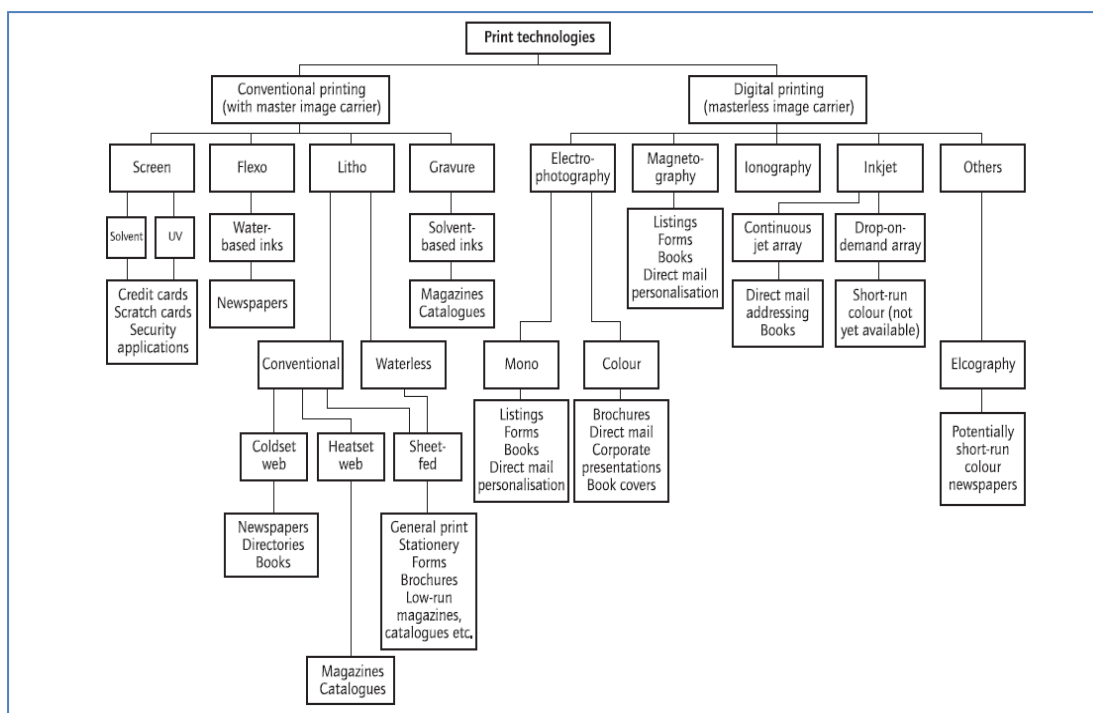 Print technologies
Conventional printing
(with master image carrier)
Digital printing
(masterless image carrier)
Screen
Flexo
Litho
Gravure
Electro-
photography
Magneto-
graphy
Ionography
Inkjet
Others
Solvent
UV
Water-
based inks
Solvent-
based inks
Listings
Forms
Books
Direct mail
personalisation
Continuous
jet array
Drop-on-
demand array
Credit cards
Scratch cards
Security
applications
Newspapers
Magazines
Catalogues
Direct mail
addressing
Books
Short-run
colour (not
yet available)
Conventional
Waterless
Mono
Colour
Elcography
Coldset
web
Heatset
web
Sheet-
fed
Listings
Forms
Books
Direct mail
personalisation
Brochures
Direct mail
Corporate
presentations
Book covers
Potentially
short-run
colour
newspapers
Newspapers
Directories
Books
General print
Stationery
Forms
Brochures
Low-run
magazines,
catalogues etc.
Magazines
Catalogues